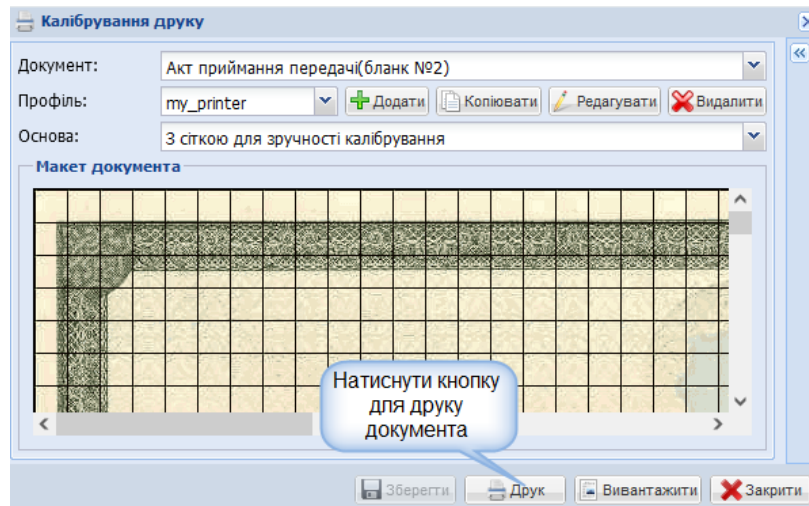 Калібрування друку
Документ: Акт приймання передачі(бланк №2)
Профіль: my_printer Додати Копіювати Редагувати Видалити
Основа: З сіткою для зручності калібрування
Макет документа
Натиснути кнопку
для друку
документа
Зберегти Друк Вивантажити Закрити